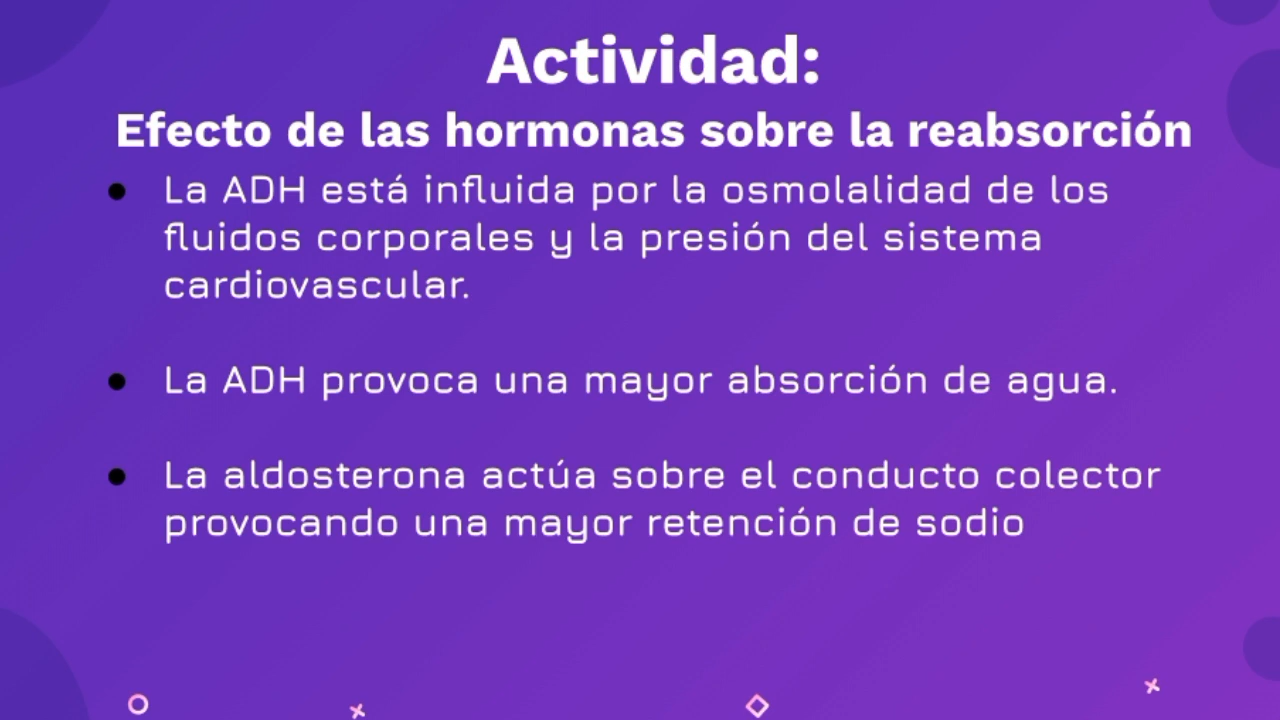 Actividad:
Efecto de las hormonas sobre la reabsorción
● La ADH está influida por la osmolalidad de los
fluidos corporales y la presión del sistema
cardiovascular.
● La ADH provoca una mayor absorción de agua.
● La aldosterona actúa sobre el conducto colector
provocando una mayor retención de sodio